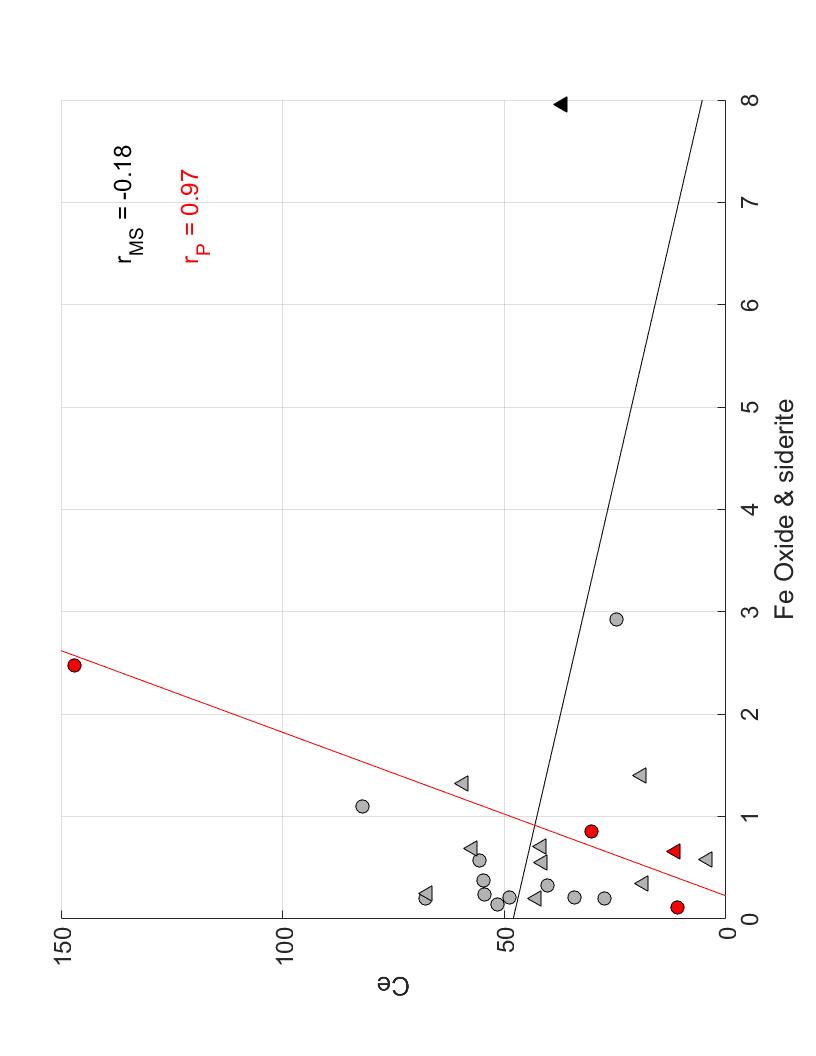 150
100
50
0
Ce
r_MS = -0.18
r_P = 0.97
0 1 2 3 4 5 6 7 8
Fe Oxide & siderite